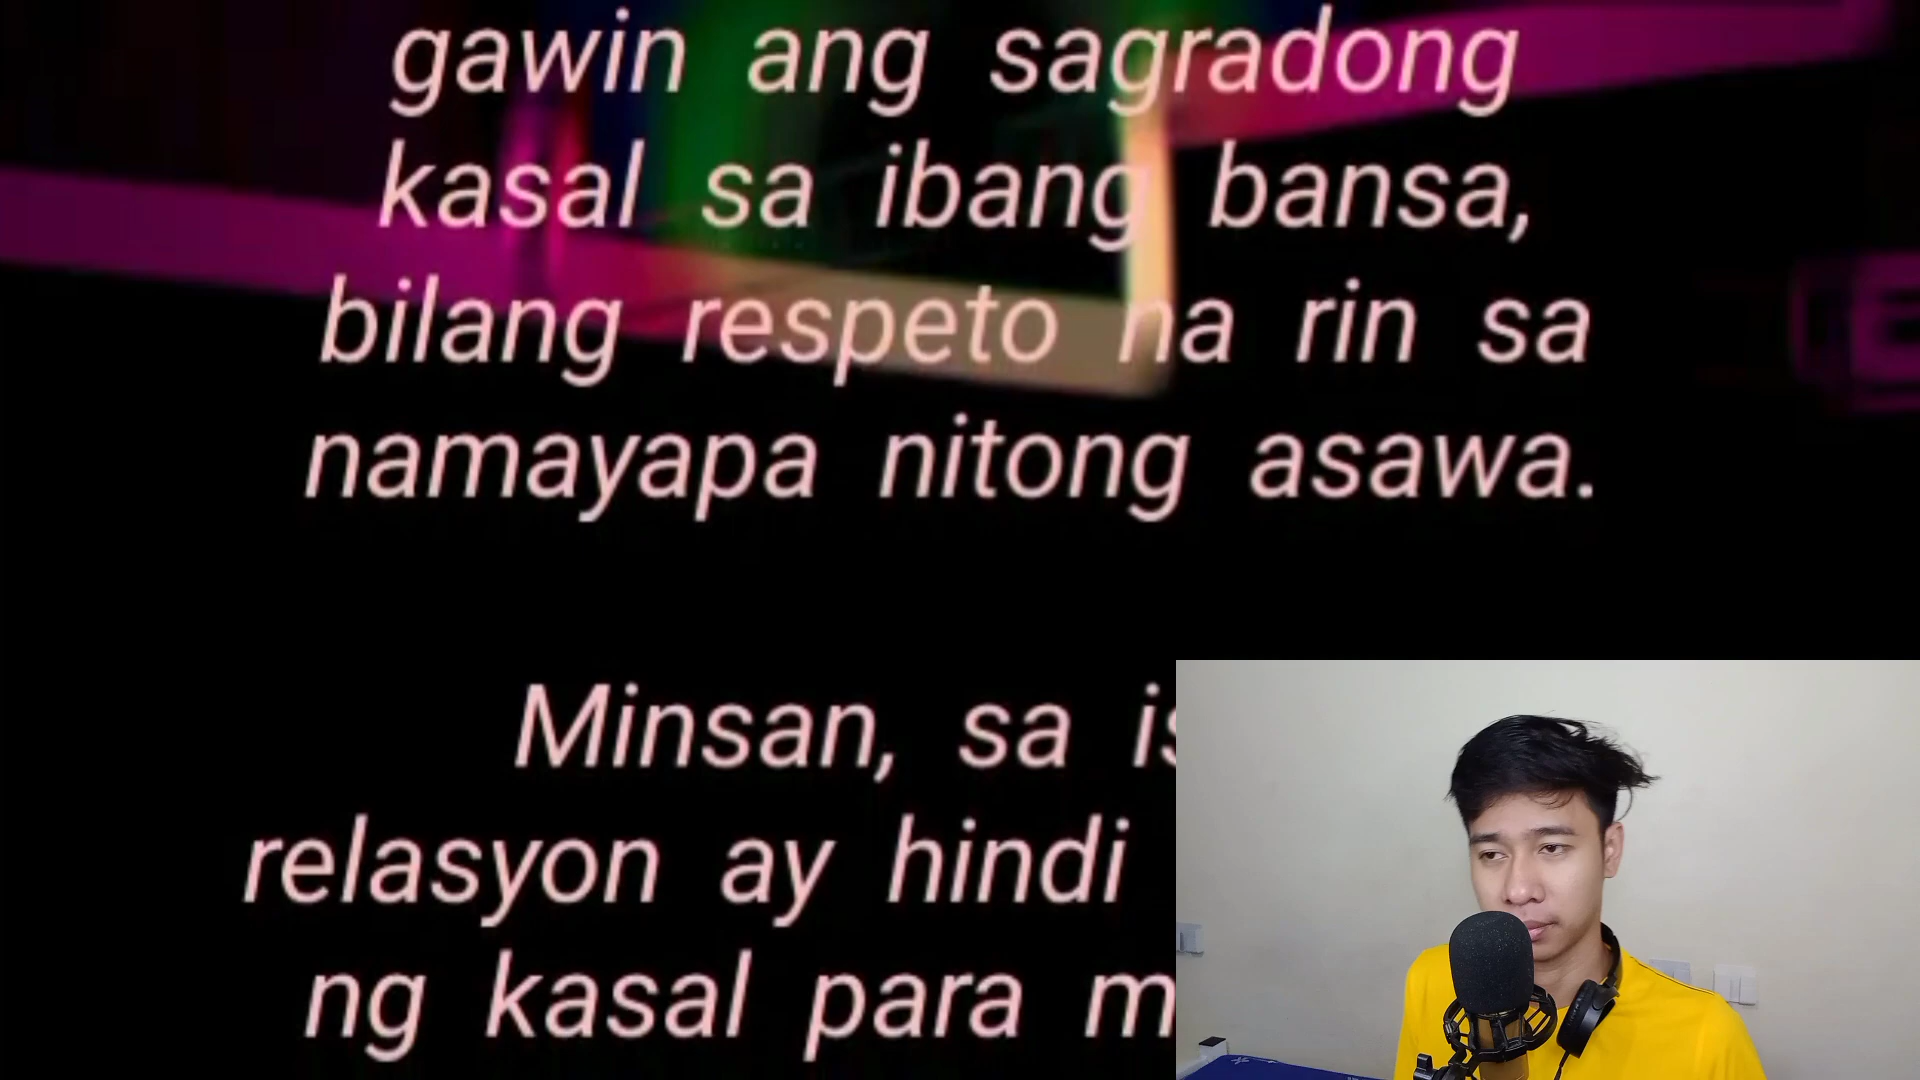 gawin ang sagradong
kasal sa ibang bansa,
bilang respeto na rin sa
namayapa nitong asawa.
Minsan, sa
relasyon ay hindi
ng kasal para